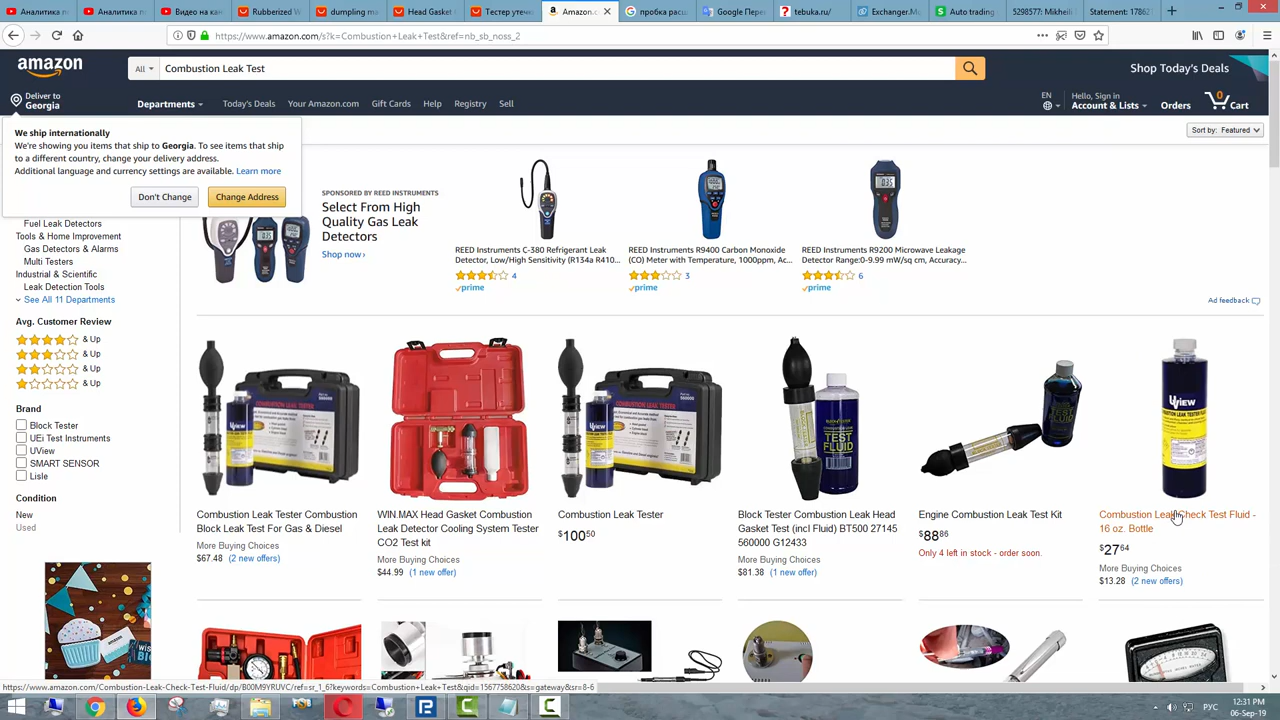 Аналитика п
Аналитика п
Видео на кан
Rubberized W
dumpling ma
Head Gasket I
Тестер утечк
Amazon.c
пробка расш
Google Пере
tebuka.ru/
Exchanger.M
Auto trading
5298577: Mikheili
Statement: 17862
https://www.amazon.com/s?k=Combustion+Leak+Test&ref=nb_sb_noss_2
amazon
All
Combustion Leak Test
Shop Today's Deals
Deliver to
Georgia
Departments
Today's Deals
Your Amazon.com
Gift Cards
Help
Registry
Sell
EN
Hello, Sign in
Account & Lists
Orders
0
Cart
We ship internationally
We're showing you items that ship to Georgia. To see items that ship
to a different country, change your delivery address.
Additional language and currency settings are available. Learn more
Don't Change
Change Address
Sort by: Featured
Fuel Leak Detectors
Tools & Home Improvement
Gas Detectors & Alarms
Multi Testers
Industrial & Scientific
Leak Detection Tools
See All 11 Departments
Avg. Customer Review
& Up
& Up
& Up
& Up
Brand
Block Tester
UEi Test Instruments
UView
SMART SENSOR
Lisle
Condition
New
Used
SPONSORED BY REED INSTRUMENTS
Select From High
Quality Gas Leak
Detectors
Shop now›
REED Instruments C-380 Refrigerant Leak
Detector, Low/High Sensitivity (R134a R410...
4
prime
REED Instruments R9400 Carbon Monoxide
(CO) Meter with Temperature, 1000ppm, Ac...
3
prime
REED Instruments R9200 Microwave Leakage
Detector Range:0-9.99 mW/sq cm, Accuracy...
6
prime
Ad feedback
Combustion Leak Tester Combustion
Block Leak Test For Gas & Diesel
More Buying Choices
$67.48 (2 new offers)
WIN.MAX Head Gasket Combustion
Leak Detector Cooling System Tester
CO2 Test kit
More Buying Choices
$44.99 (1 new offer)
Combustion Leak Tester
$100 50
TEST
FLUID
Block Tester Combustion Leak Head
Gasket Test (incl Fluid) BT500 27145
560000 G12433
More Buying Choices
$81.38 (1 new offer)
Engine Combustion Leak Test Kit
$88 86
Only 4 left in stock - order soon.
UView
Combustion Leak Check Test Fluid -
16 oz. Bottle
$27 64
More Buying Choices
$13.28 (2 new offers)
https://www.amazon.com/Combustion-Leak-Check-Test-Fluid/dp/B00M9YRUVC/ref=sr_1_6?keywords=Combustion+Leak+Test&qid=1567758620&s=gateway&sr=8-6
РУС
12:31 PM
06-Sep-19